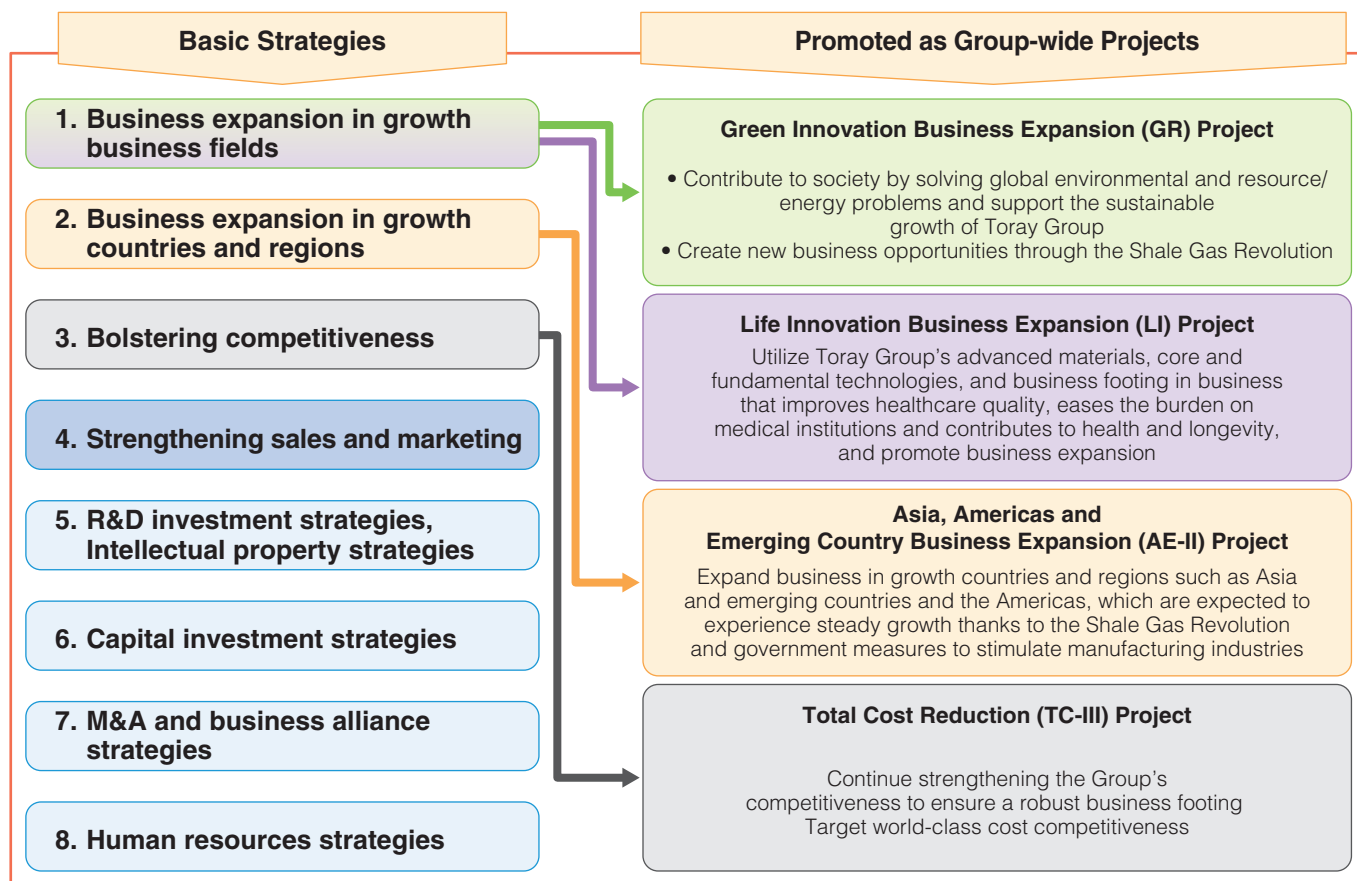 Basic Strategies
Promoted as Group-wide Projects
1. Business expansion in growth
business fields
2. Business expansion in growth
countries and regions
3. Bolstering competitiveness
4. Strengthening sales and marketing
5. R&D investment strategies,
Intellectual property strategies
6. Capital investment strategies
7. M&A and business alliance
strategies
8. Human resources strategies
Green Innovation Business Expansion (GR) Project
• Contribute to society by solving global environmental and resource/
energy problems and support the sustainable
growth of Toray Group
• Create new business opportunities through the Shale Gas Revolution
Life Innovation Business Expansion (LI) Project
Utilize Toray Group's advanced materials, core and
fundamental technologies, and business footing in business
that improves healthcare quality, eases the burden on
medical institutions and contributes to health and longevity,
and promote business expansion
Asia, Americas and
Emerging Country Business Expansion (AE-II) Project
Expand business in growth countries and regions such as Asia
and emerging countries and the Americas, which are expected to
experience steady growth thanks to the Shale Gas Revolution
and government measures to stimulate manufacturing industries
Total Cost Reduction (TC-III) Project
Continue strengthening the Group's
competitiveness to ensure a robust business footing
Target world-class cost competitiveness